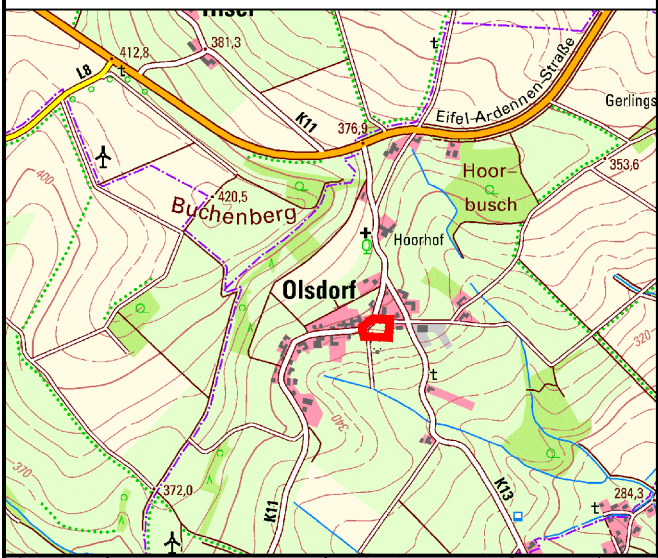 412,8
381,3
L8
K11
376,9
Eifel-Ardennen-Straße
Gerlings
353,6
420,5
Hoor-
busch
400
Buchenberg
Hoorhof
Olsdorf
320
340
370
372,0
K11
K13
284,3